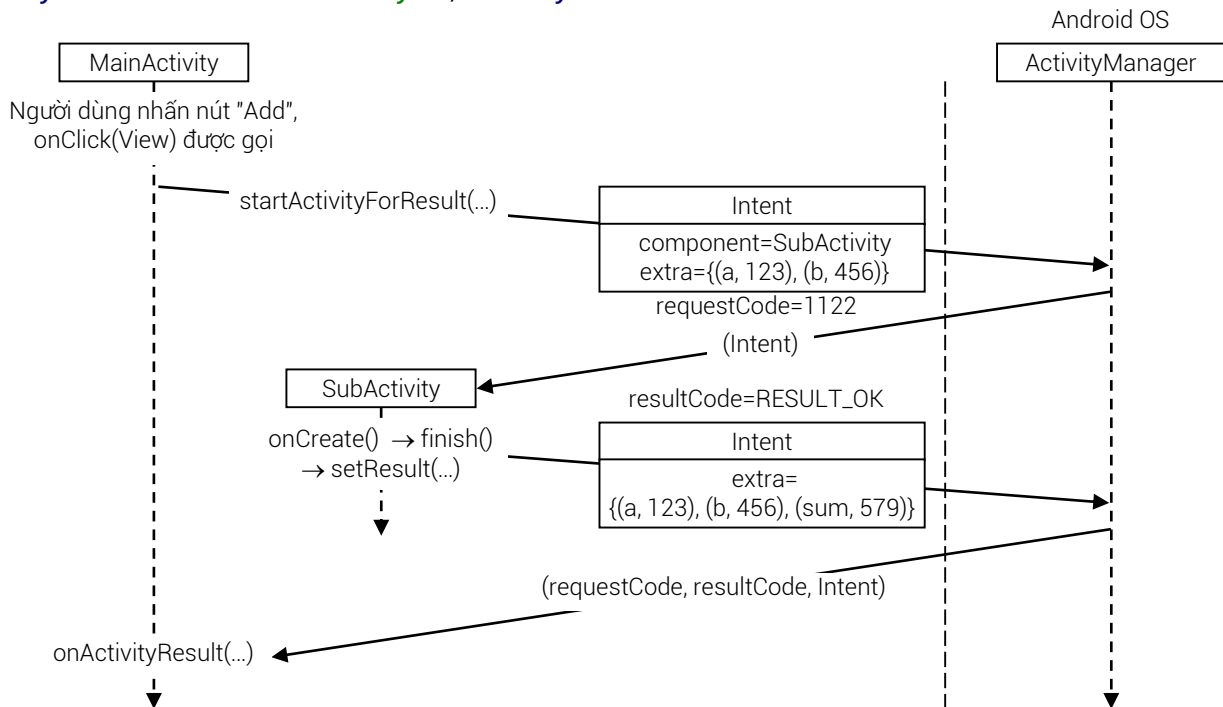 Android OS
MainActivity
ActivityManager
Người dùng nhấn nút "Add",
onClick(View) được gọi
startActivityForResult(...)
Intent
component=SubActivity
extra={(a, 123), (b, 456)}
requestCode=1122
(Intent)
SubActivity
resultCode=RESULT_OK
onCreate() → finish()
→ setResult(...)
Intent
extra=
{(a, 123), (b, 456), (sum, 579)}
(requestCode, resultCode, Intent)
onActivityResult(...)